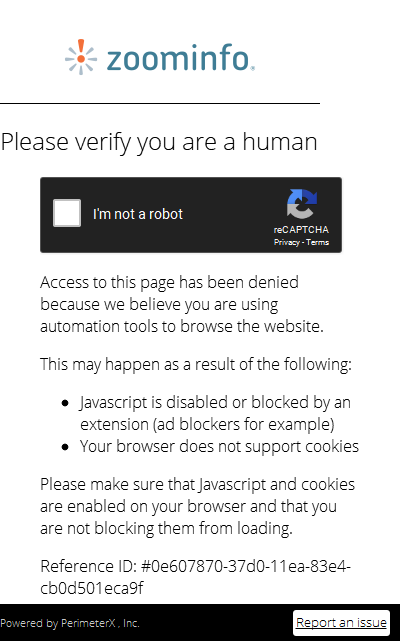 zoominfo.
Please verify you are a human
I'm not a robot
reCAPTCHA
Privacy - Terms
Access to this page has been denied
because we believe you are using
automation tools to browse the website.
This may happen as a result of the following:
• Javascript is disabled or blocked by an
extension (ad blockers for example)
• Your browser does not support cookies
Please make sure that Javascript and cookies
are enabled on your browser and that you
are not blocking them from loading.
Reference ID: #0e607870-37d0-11ea-83e4-
cb0d501eca9f
Powered by PerimeterX , Inc.
Report an issue